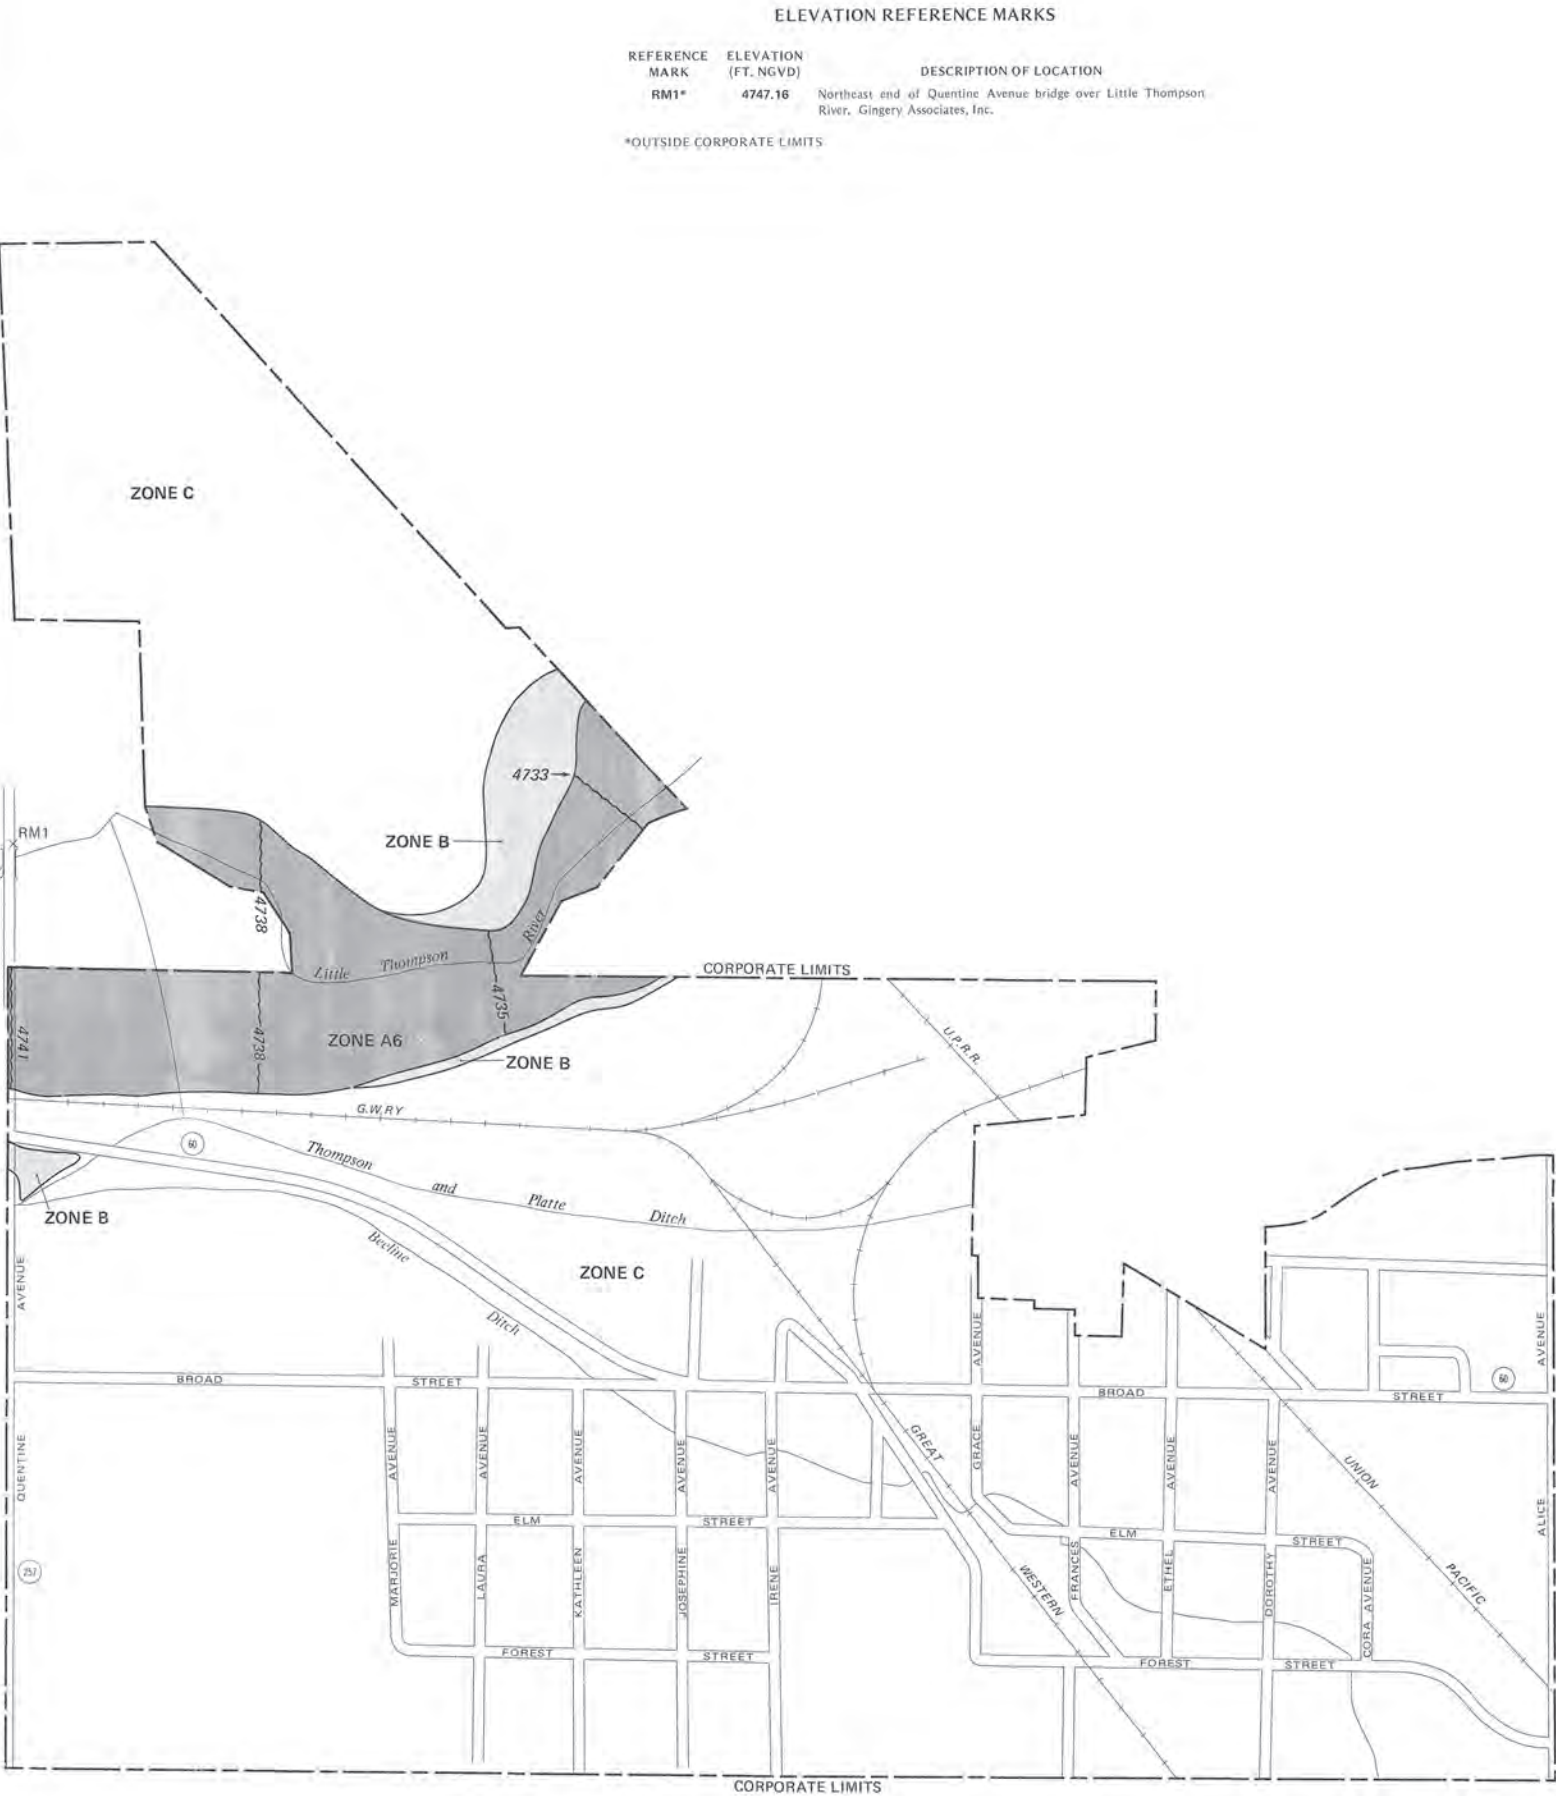 ELEVATION REFERENCE MARKS
REFERENCE MARK
ELEVATION (FT. NGVD)
DESCRIPTION OF LOCATION
RM1*
4747.16
Northeast end of Quentine Avenue bridge over Little Thompson
River. Gingery Associates, Inc.
*OUTSIDE CORPORATE LIMITS
ZONE C
4733
RM1
ZONE B
4738
Little Thompson River
CORPORATE LIMITS
4735
4741
4738
ZONE A6
ZONE B
U.P.R.R.
G.W.RY
60
Thompson and Platte Ditch
ZONE B
Beeline Ditch
ZONE C
AVENUE
AVENUE
AVENUE
BROAD STREET
BROAD STREET
60
QUENTINE
AVENUE
AVENUE
AVENUE
AVENUE
AVENUE
GREAT
GRACE
AVENUE
AVENUE
AVENUE
UNION
ALICE
ELM STREET
ELM STREET
257
MARJORIE
LAURA
KATHLEEN
JOSEPHINE
IRENE
WESTERN
FRANCES
ETHEL
DOROTHY
CORA AVENUE
PACIFIC
FOREST STREET
FOREST STREET
CORPORATE LIMITS